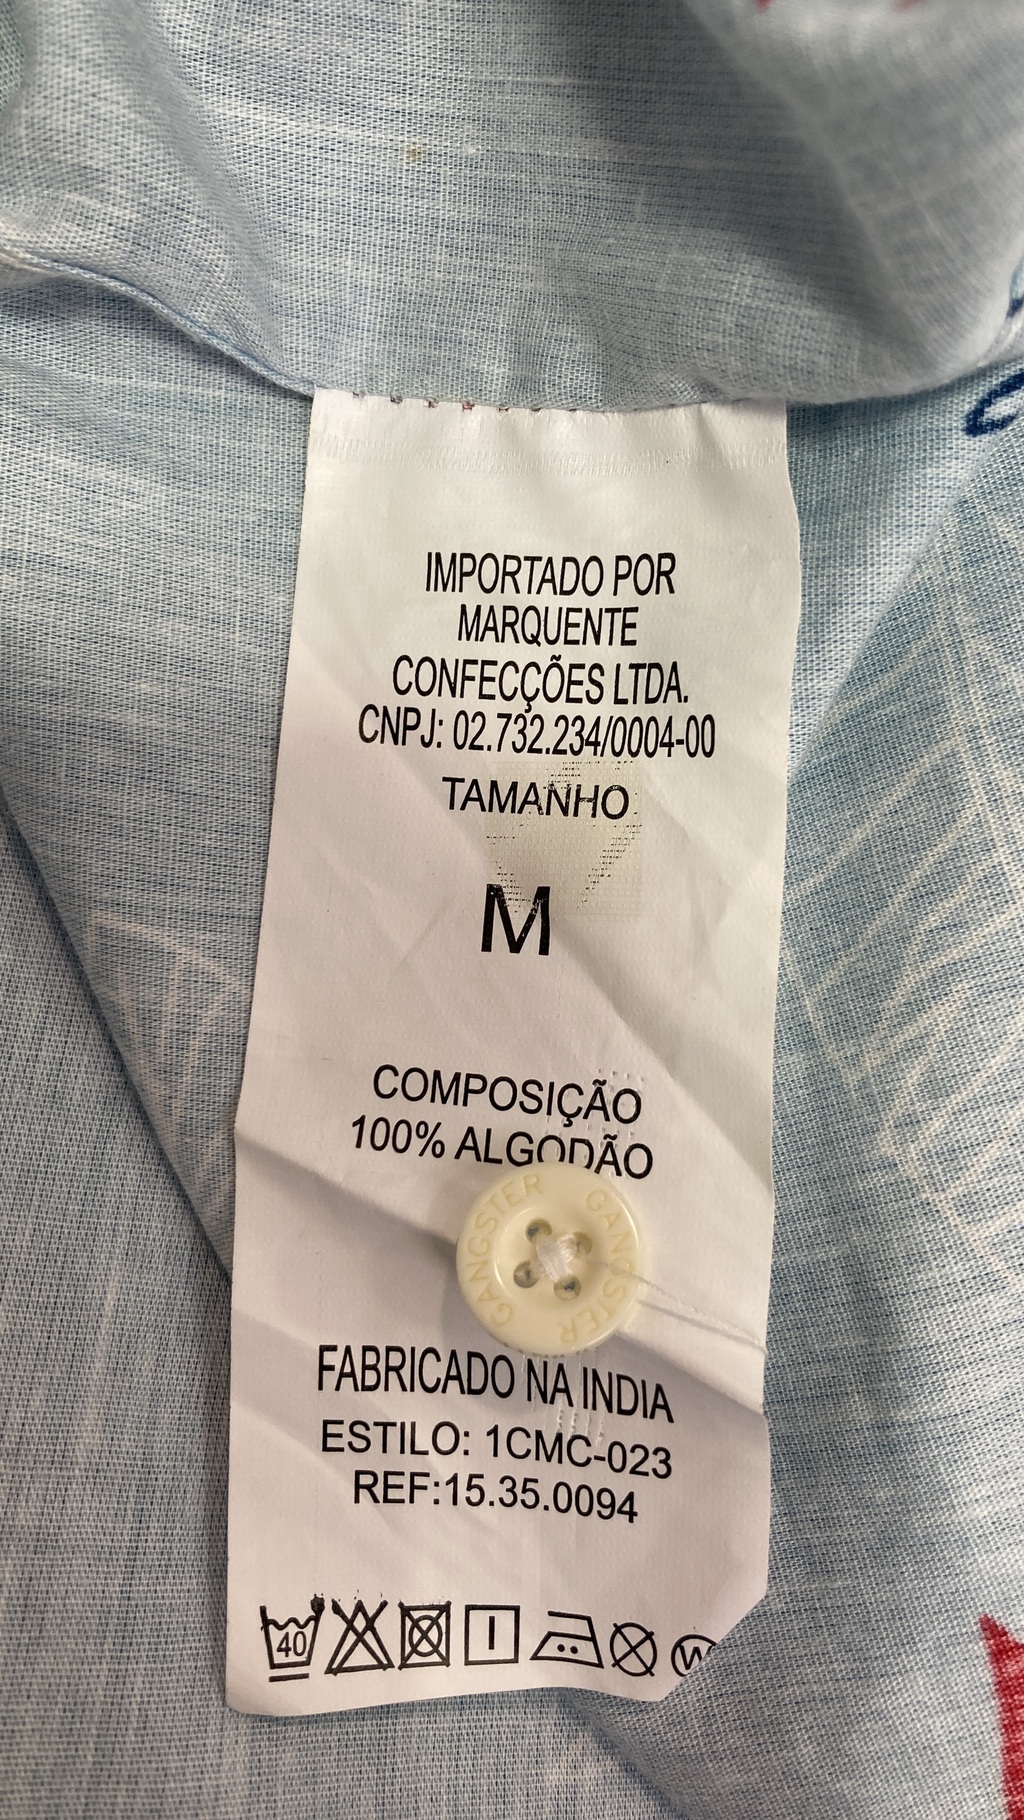 IMPORTADO POR
MARQUENTE
CONFECÇÕES LTDA.
CNPJ: 02.732.234/0004-00
TAMANHO
M
COMPOSIÇÃO
100% ALGODÃO
GANGSTER GANGSTER
FABRICADO NA INDIA
ESTILO: 1CMC-023
REF:15.35.0094
40
W